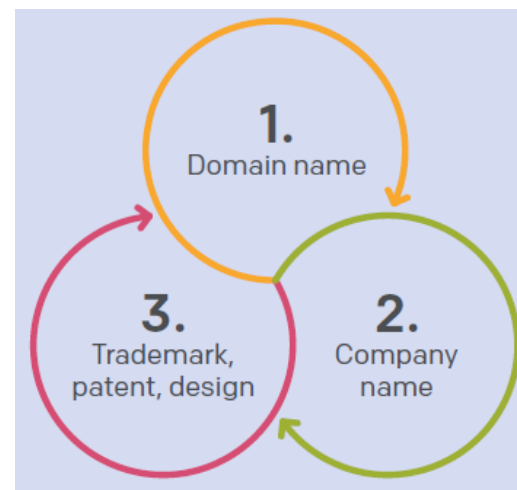 1.
Domain name
2.
Company
name
3.
Trademark,
patent, design